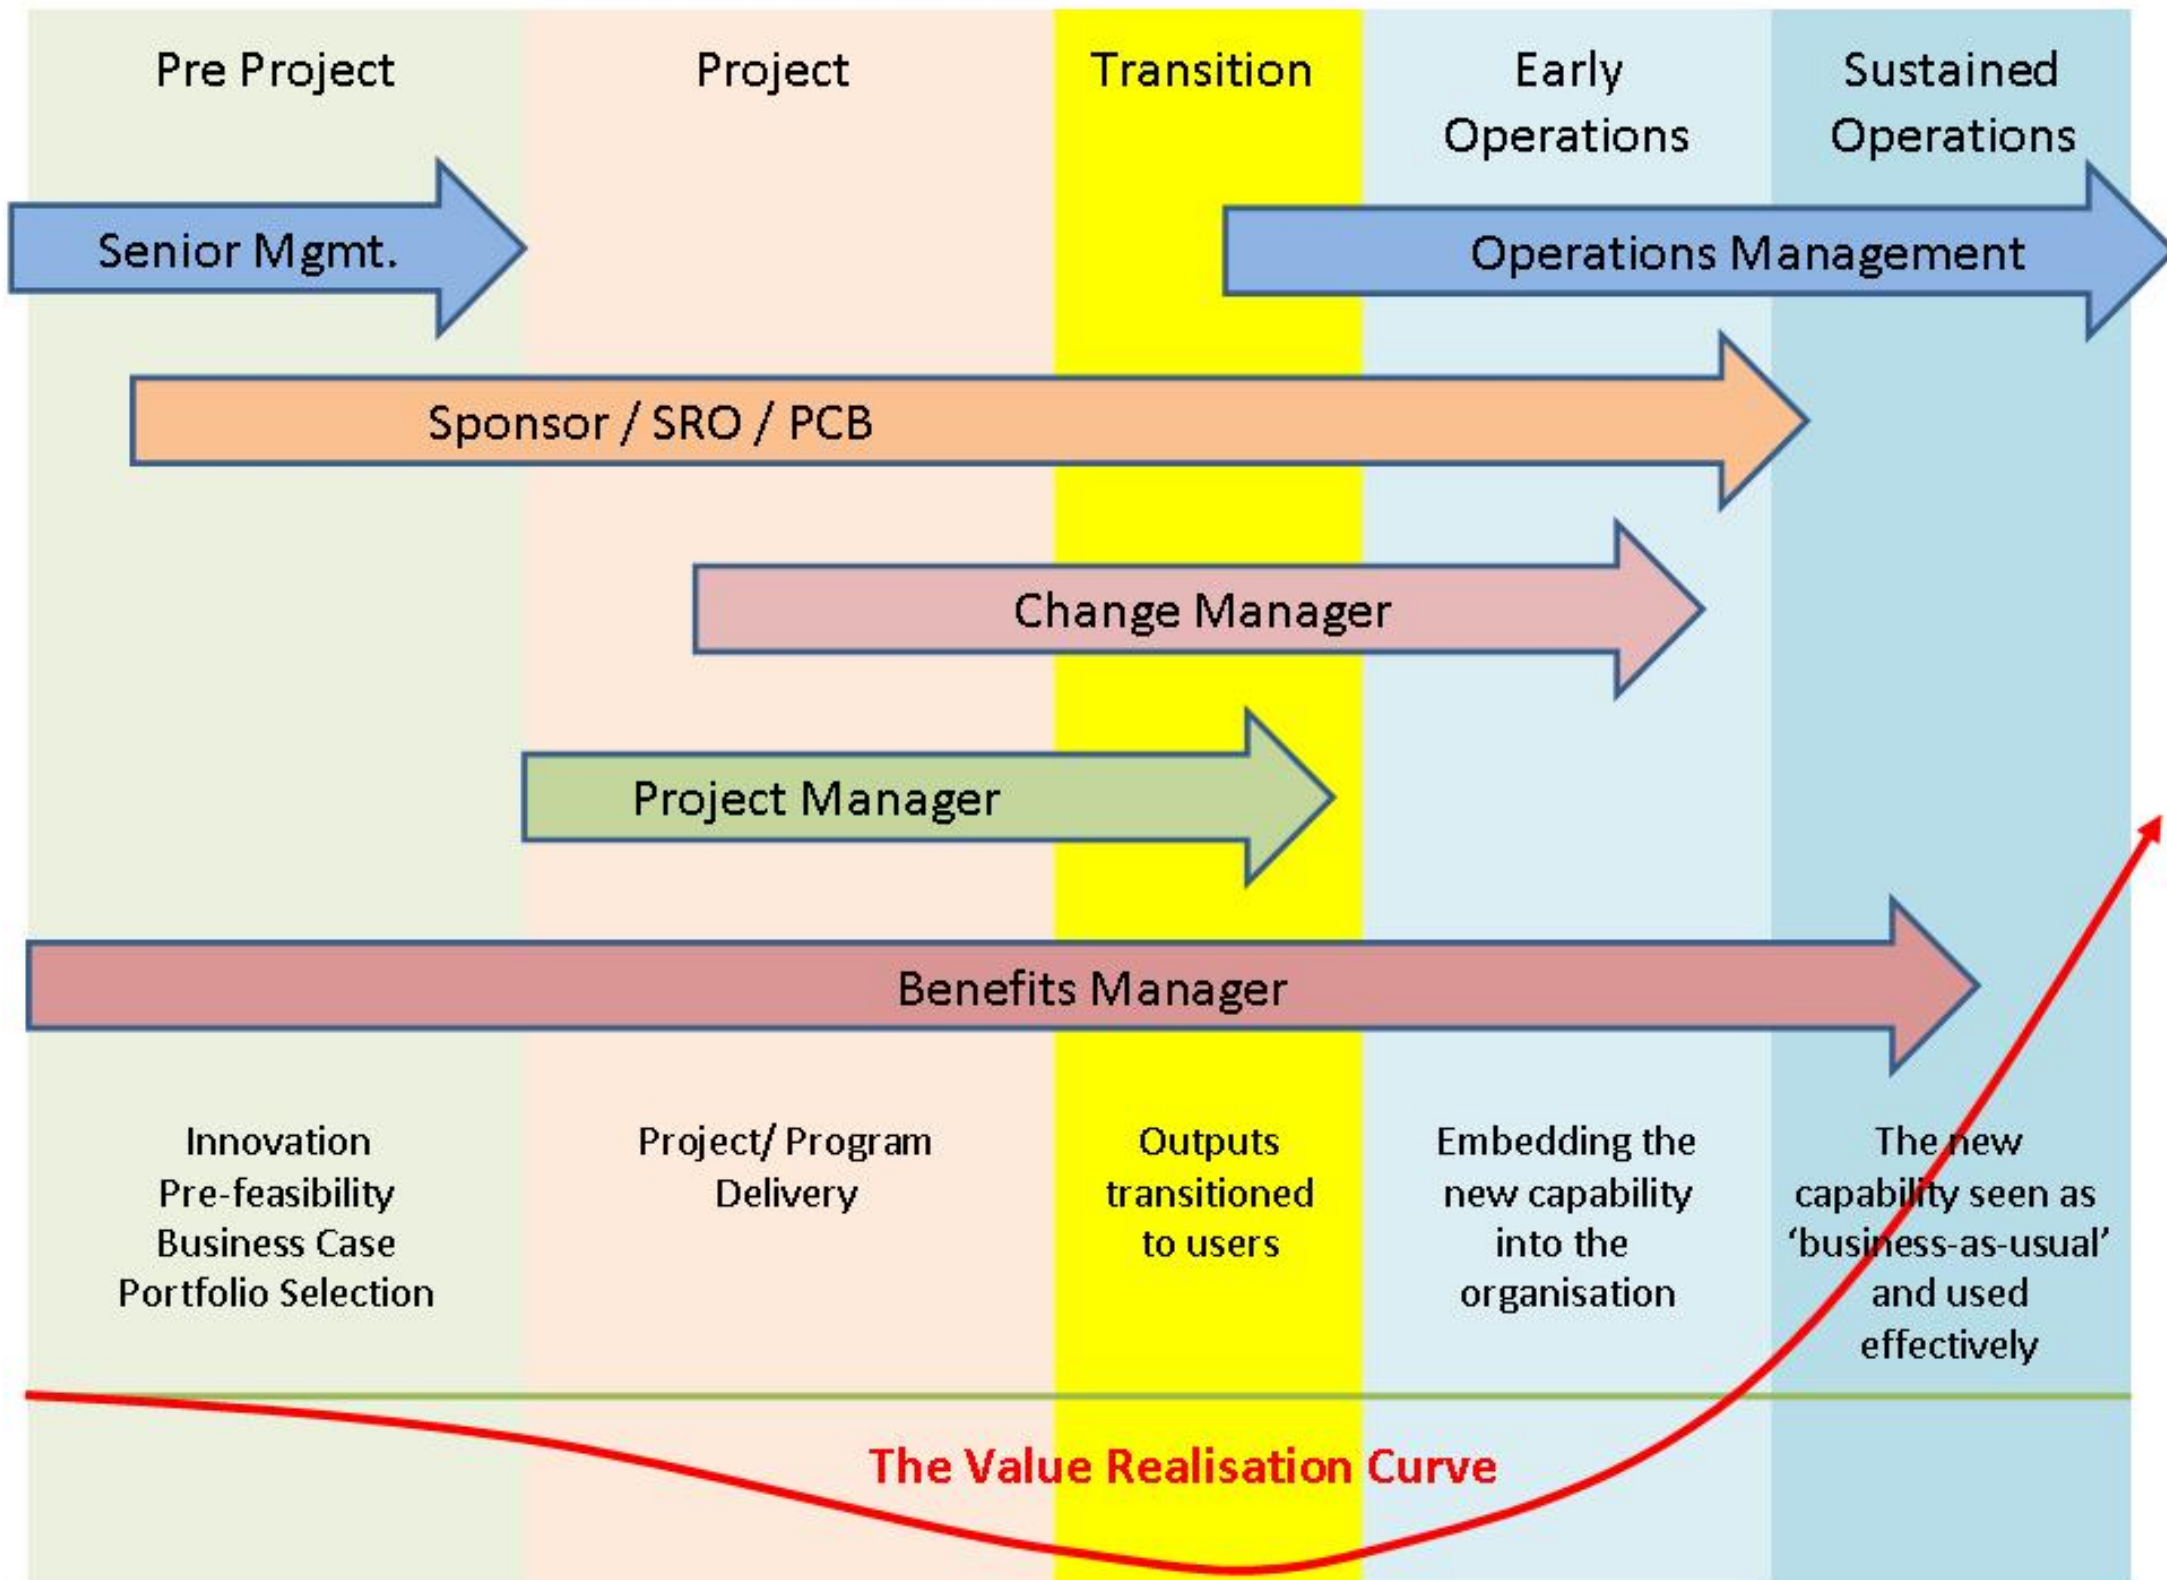 Pre Project
Project
Transition
Early
Operations
Sustained
Operations
Senior Mgmt.
Operations Management
Sponsor / SRO / PCB
Change Manager
Project Manager
Benefits Manager
Innovation
Pre-feasibility
Business Case
Portfolio Selection
Project/ Program
Delivery
Outputs
transitioned
to users
Embedding the
new capability
into the
organisation
The new
capability seen as
‘business-as-usual’
and used
effectively
The Value Realisation Curve